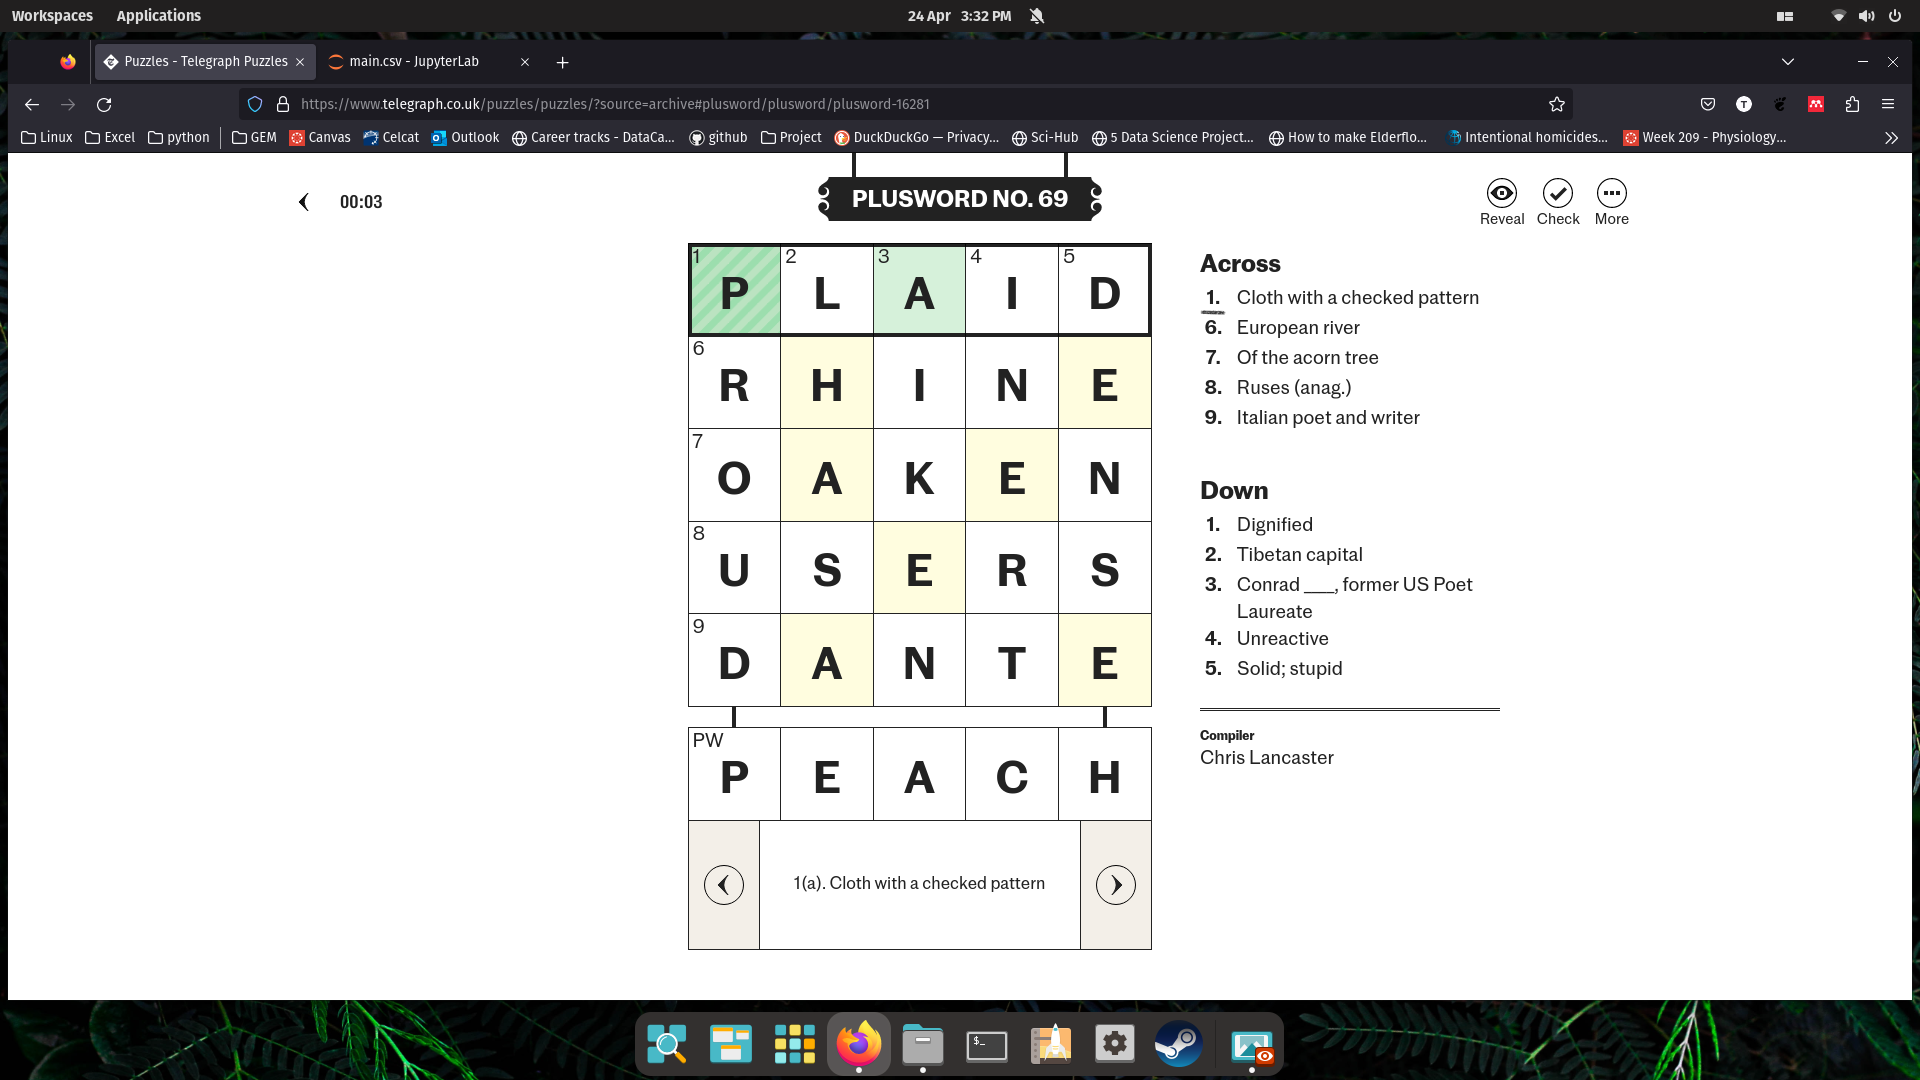 Workspaces Applications 24 Apr 3:32 PM
Puzzles - Telegraph Puzzles main.csv - JupyterLab
https://www.telegraph.co.uk/puzzles/puzzles/?source=archive#plusword/plusword/plusword-16281
Linux Excel python GEM Canvas Celcat Outlook Career tracks - DataCa... github Project DuckDuckGo — Privacy... Sci-Hub 5 Data Science Project... How to make Elderflo... Intentional homicides... Week 209 - Physiology...
00:03
PLUSWORD NO. 69
Reveal Check More
1 P 2 L 3 A 4 I 5 D
6 R H I N E
7 O A K E N
8 U S E R S
9 D A N T E
PW P E A C H
1(a). Cloth with a checked pattern
Across
1. Cloth with a checked pattern
6. European river
7. Of the acorn tree
8. Ruses (anag.)
9. Italian poet and writer
Down
1. Dignified
2. Tibetan capital
3. Conrad ___, former US Poet
Laureate
4. Unreactive
5. Solid; stupid
Compiler
Chris Lancaster